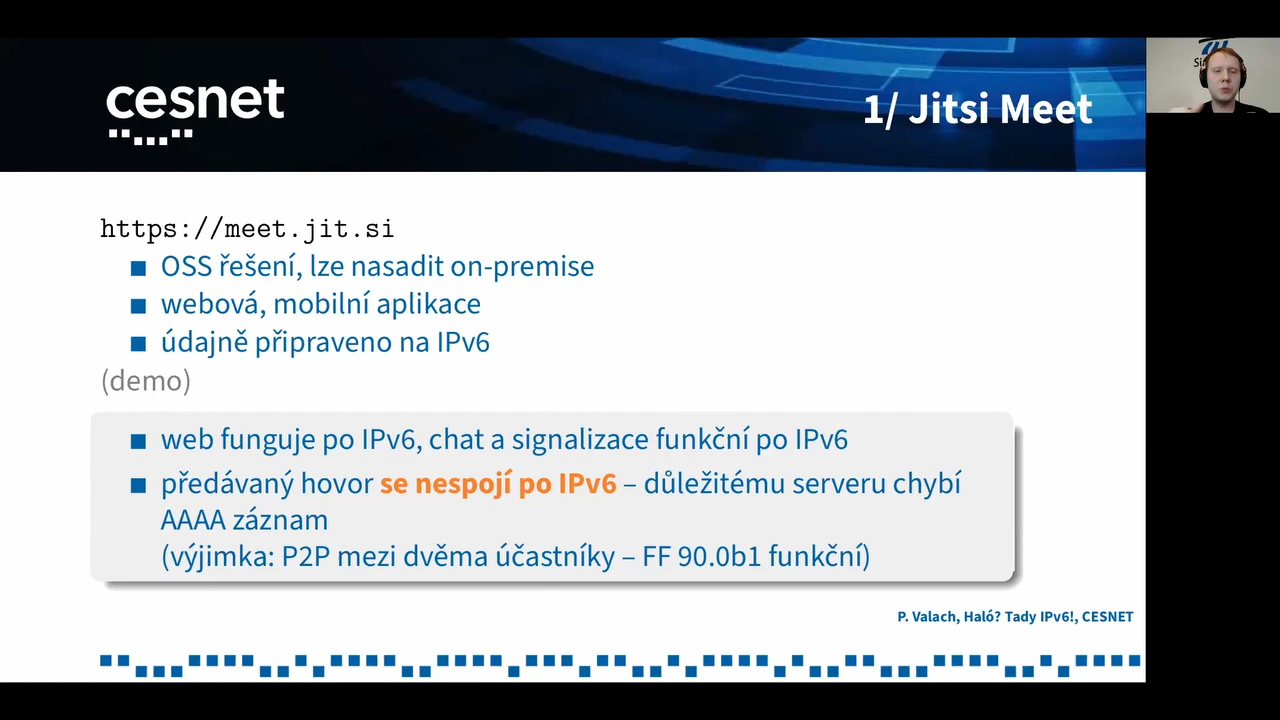 cesnet
1/ Jitsi Meet
https://meet.jit.si
OSS řešení, lze nasadit on-premise
webová, mobilní aplikace
údajně připraveno na IPv6
(demo)
web funguje po IPv6, chat a signalizace funkční po IPv6
předávaný hovor se nespojí po IPv6 – důležitému serveru chybí
AAAA záznam
(výjimka: P2P mezi dvěma účastníky – FF 90.0b1 funkční)
P. Valach, Haló? Tady IPv6!, CESNET